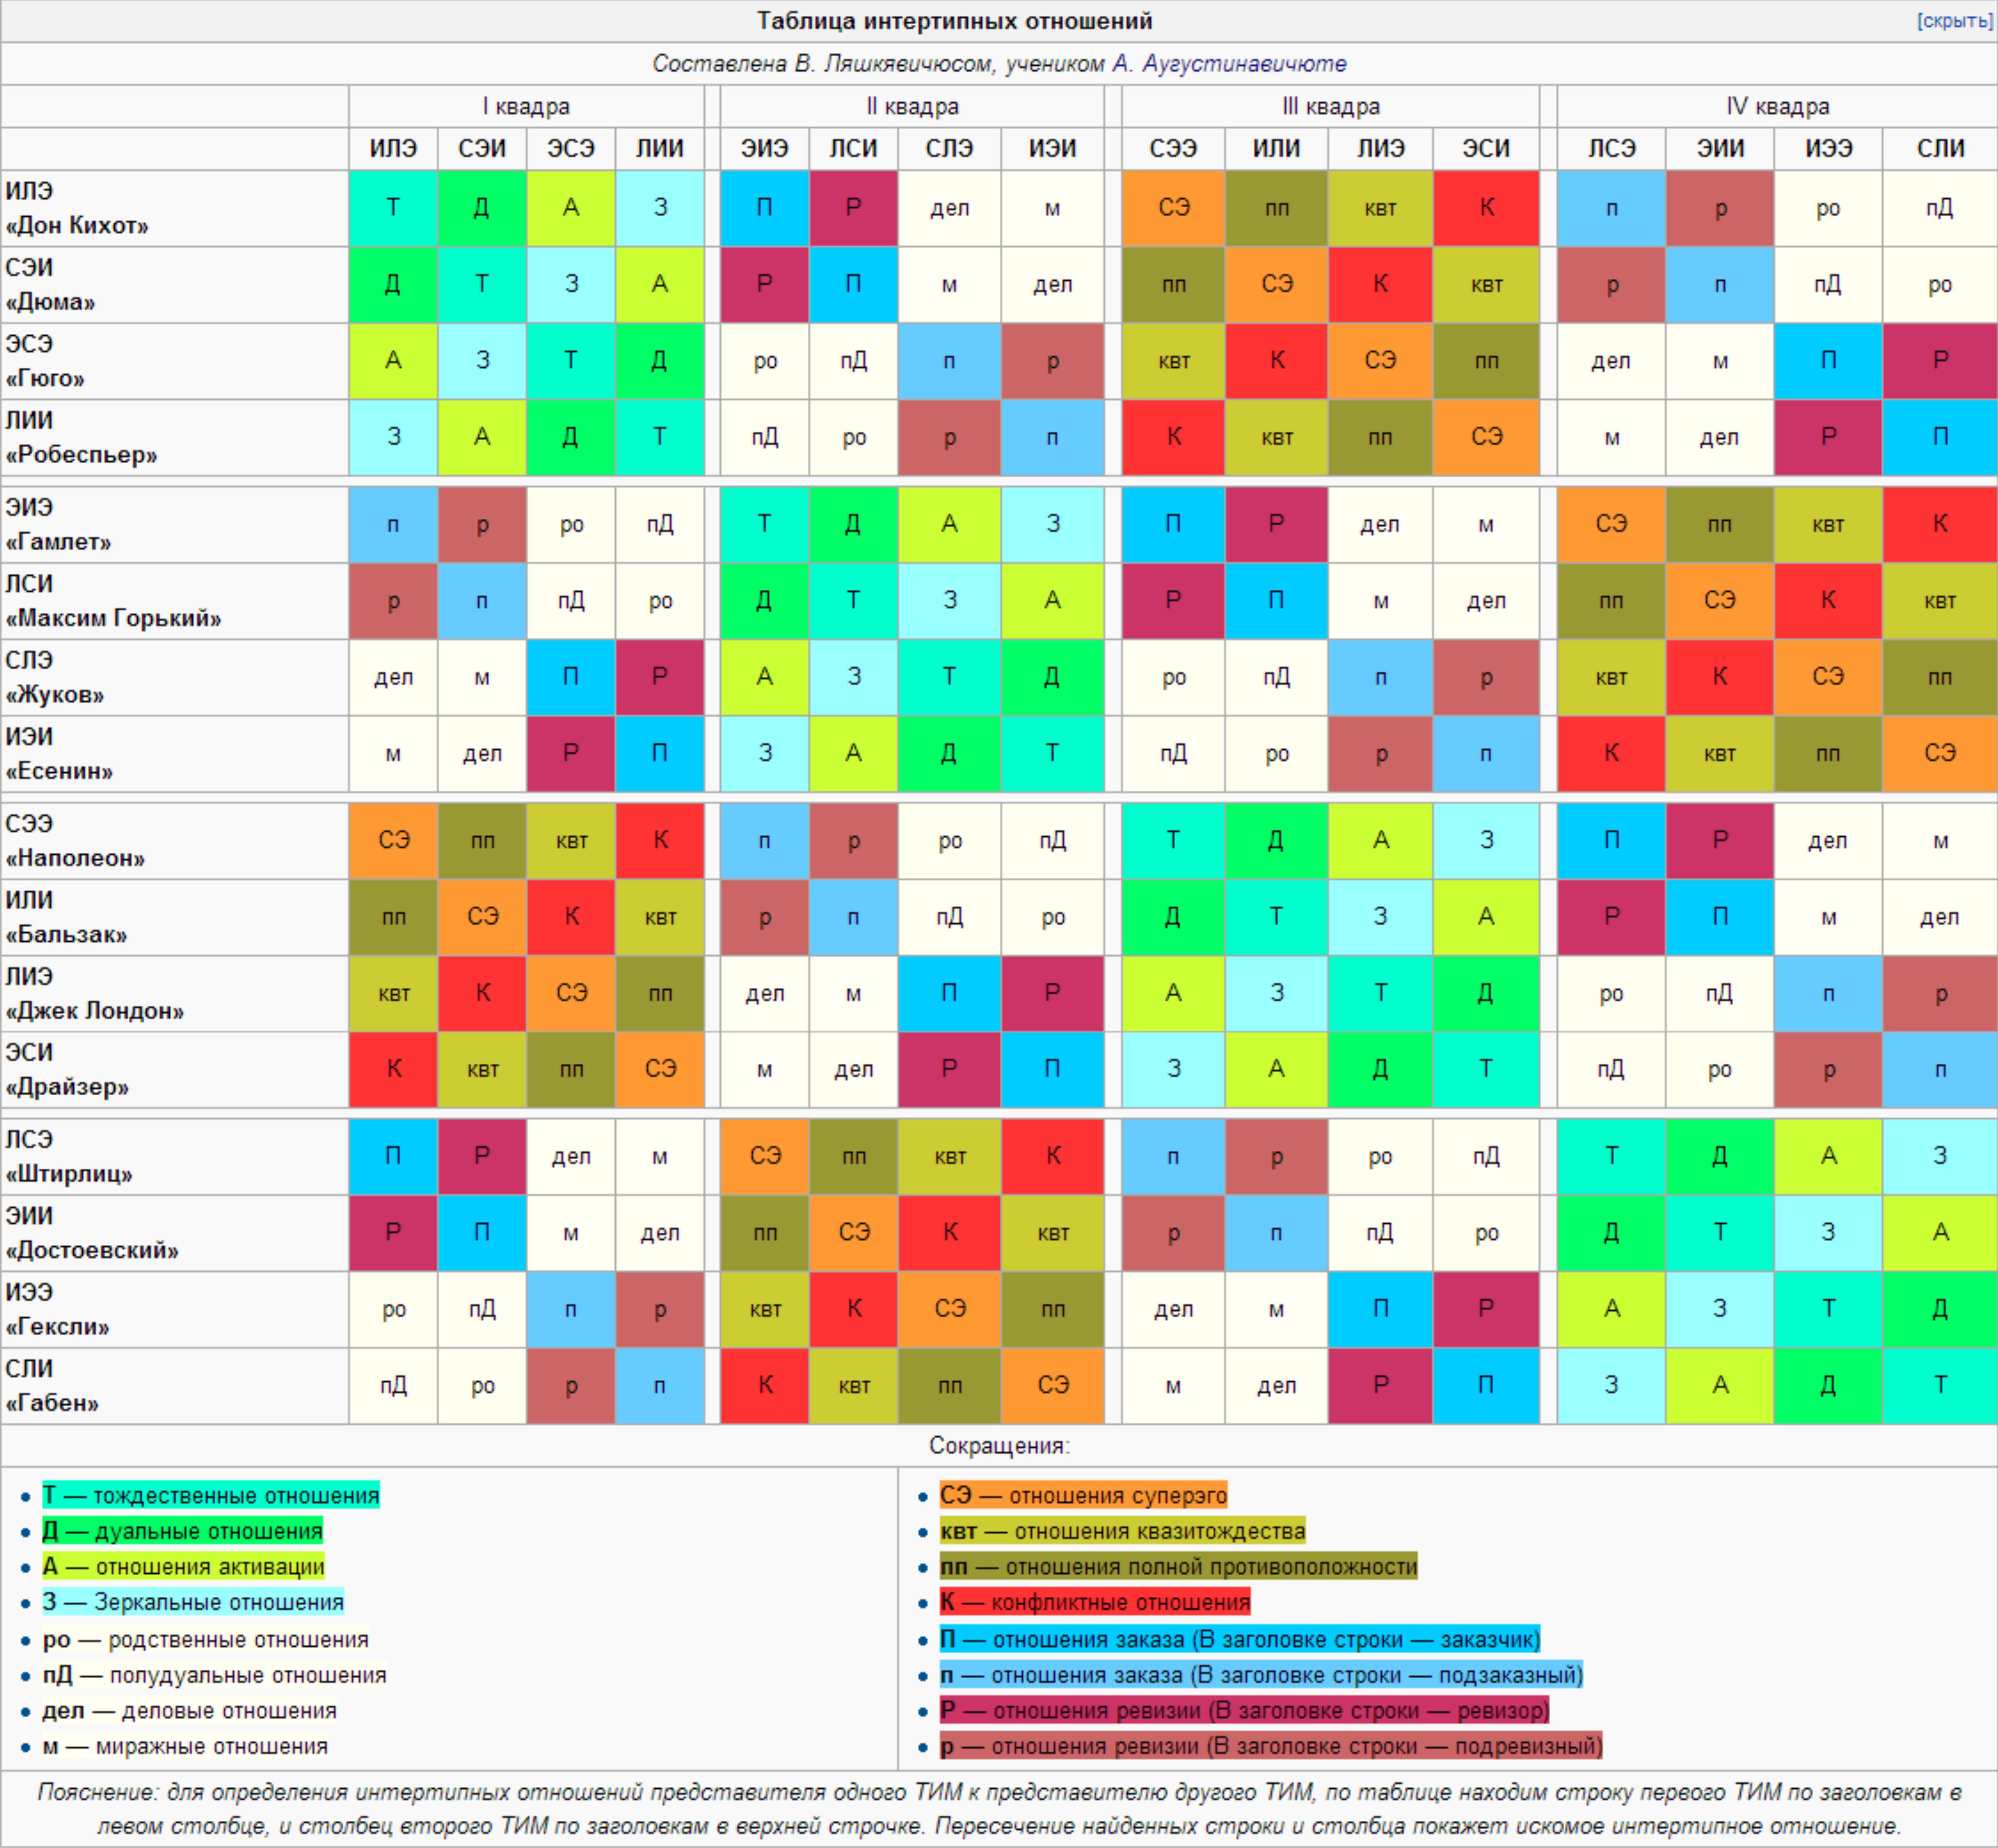 Таблица интертипных отношений [скрыть]
Составлена В. Ляшкявичюсом, учеником А. Аугустинавичюте
I квадра II квадра III квадра IV квадра
ИЛЭ СЭИ ЭСЭ ЛИИ ЭИЭ ЛСИ СЛЭ ИЭИ СЭЭ ИЛИ ЛИЭ ЭСИ ЛСЭ ЭИИ ИЭЭ СЛИ
ИЛЭ
«Дон Кихот» Т Д А З П Р дел м СЭ пп квт К п р ро пД
СЭИ
«Дюма» Д Т З А Р П м дел пп СЭ К квт р п пД ро
ЭСЭ
«Гюго» А З Т Д ро пД п р квт К СЭ пп дел м П Р
ЛИИ
«Робеспьер» З А Д Т пД ро р п К квт пп СЭ м дел Р П
ЭИЭ
«Гамлет» п р ро пД Т Д А З П Р дел м СЭ пп квт К
ЛСИ
«Максим Горький» р п пД ро Д Т З А Р П м дел пп СЭ К квт
СЛЭ
«Жуков» дел м П Р А З Т Д ро пД п р квт К СЭ пп
ИЭИ
«Есенин» м дел Р П З А Д Т пД ро р п К квт пп СЭ
СЭЭ
«Наполеон» СЭ пп квт К п р ро пД Т Д А З П Р дел м
ИЛИ
«Бальзак» пп СЭ К квт р п пД ро Д Т З А Р П м дел
ЛИЭ
«Джек Лондон» квт К СЭ пп дел м П Р А З Т Д ро пД п р
ЭСИ
«Драйзер» К квт пп СЭ м дел Р П З А Д Т пД ро р п
ЛСЭ
«Штирлиц» П Р дел м СЭ пп квт К п р ро пД Т Д А З
ЭИИ
«Достоевский» Р П м дел пп СЭ К квт р п пД ро Д Т З А
ИЭЭ
«Гексли» ро пД п р квт К СЭ пп дел м П Р А З Т Д
СЛИ
«Габен» пД ро р п К квт пп СЭ м дел Р П З А Д Т
Сокращения:
Т — тождественные отношения
Д — дуальные отношения
А — отношения активации
З — Зеркальные отношения
ро — родственные отношения
пД — полудуальные отношения
дел — деловые отношения
м — миражные отношения
СЭ — отношения суперэго
квт — отношения квазитождества
пп — отношения полной противоположности
К — конфликтные отношения
П — отношения заказа (В заголовке строки — заказчик)
п — отношения заказа (В заголовке строки — подзаказный)
Р — отношения ревизии (В заголовке строки — ревизор)
р — отношения ревизии (В заголовке строки — подревизный)
Пояснение: для определения интертипных отношений представителя одного ТИМ к представителю другого ТИМ, по таблице находим строку первого ТИМ по заголовкам в
левом столбце, и столбец второго ТИМ по заголовкам в верхней строчке. Пересечение найденных строки и столбца покажет искомое интертипное отношение.